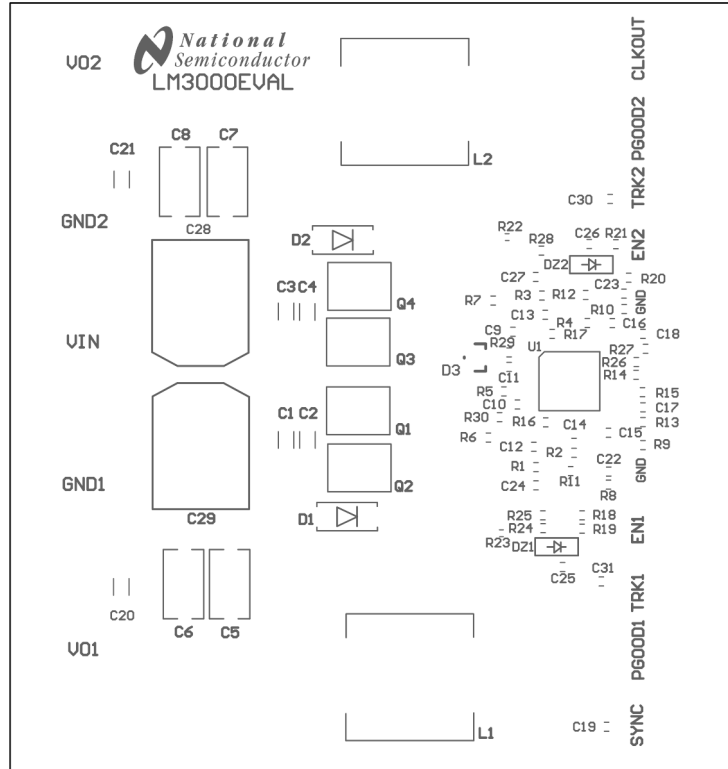 National
Semiconductor
LM3000EVAL
VO2
CLKOUT
PGOOD2
TRK2
C8 C7
C21
L2
C30
GND2
C28
D2
R22
R28
C26 R21
EN2
DZ2
C27
C23
R20
C3 C4
Q4
R7
R3
R12
GND
R10
C13
R4
C16
VIN
C9
R17
C18
R29
U1
Q3
D3
R27
R26
C11
R14
R5
R15
C10
C17
C1 C2
Q1
R30
R16
C14
R13
R6
C15
R9
C12
R2
GND1
Q2
R1
C22
GND
C24
R11
R8
C29
D1
R25
R18
R24
R19
EN1
R23
DZ1
C25
C31
TRK1
C20
C6 C5
VO1
PGOOD1
L1
C19
SYNC